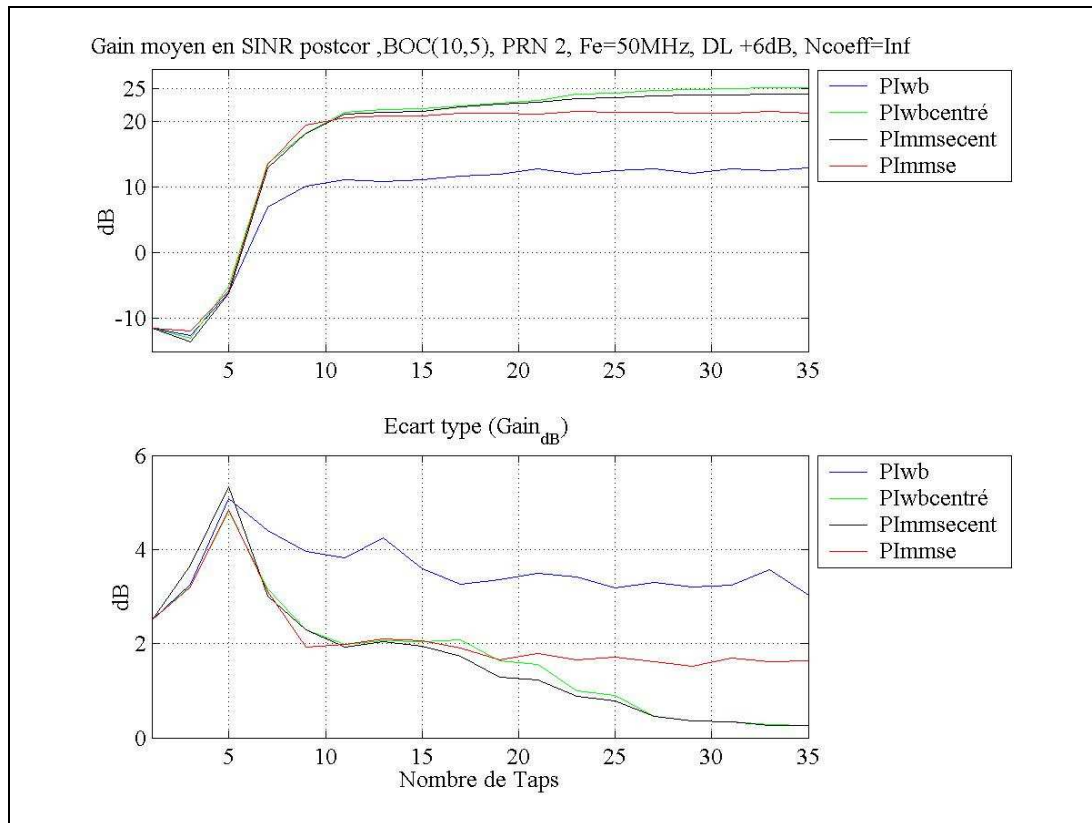 Gain moyen en SINR postcor ,BOC(10,5), PRN 2, Fe=50MHz, DL +6dB, Ncoeff=Inf
25
20
10
0
-10
dB
5 10 15 20 25 30 35
PIwb
PIwbcentré
PImmsecent
PImmse
Ecart type (Gain_dB)
6
4
2
0
dB
5 10 15 20 25 30 35
Nombre de Taps
PIwb
PIwbcentré
PImmsecent
PImmse